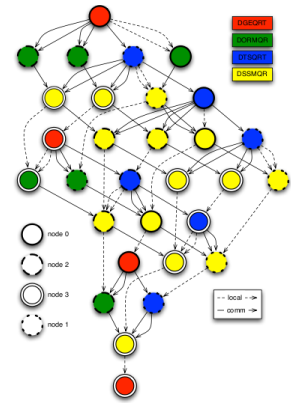 DGEQRT
DORMQR
DTSQRT
DSSMQR
node 0
node 2
node 3
node 1
local
comm